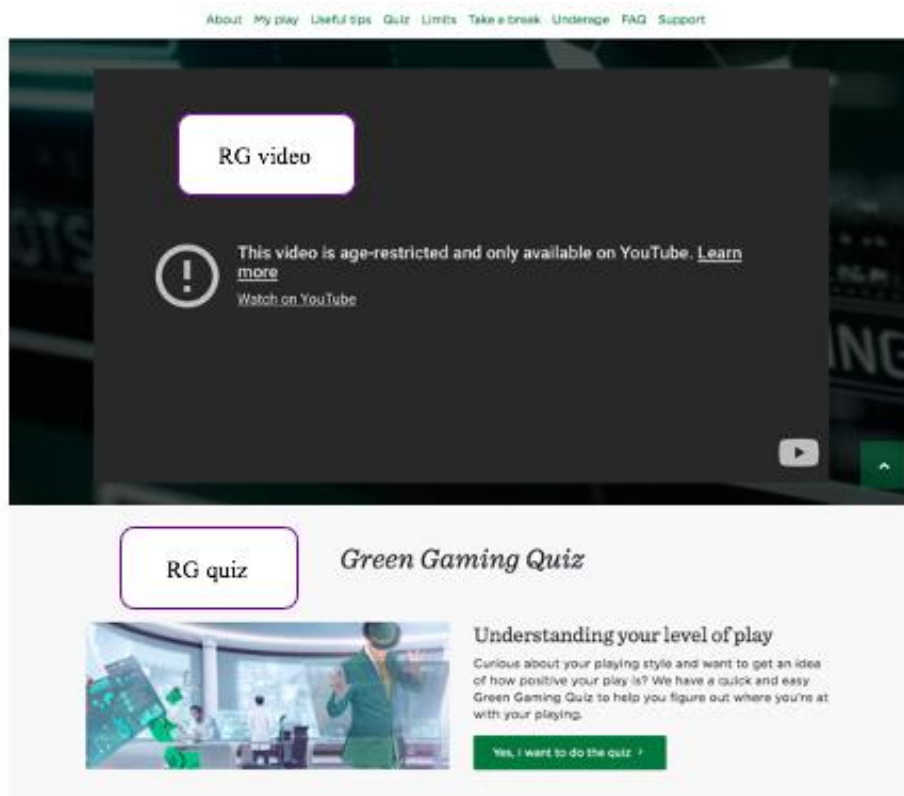 About My play Useful tips Quiz Limits Take a break Underage FAQ Support
RG video
This video is age-restricted and only available on YouTube. Learn
more
Watch on YouTube
NG
RG quiz
Green Gaming Quiz
Understanding your level of play
Curious about your playing style and want to get an idea
of how positive your play is? We have a quick and easy
Green Gaming Quiz to help you figure out where you're at
with your playing.
Yes, I want to do the quiz